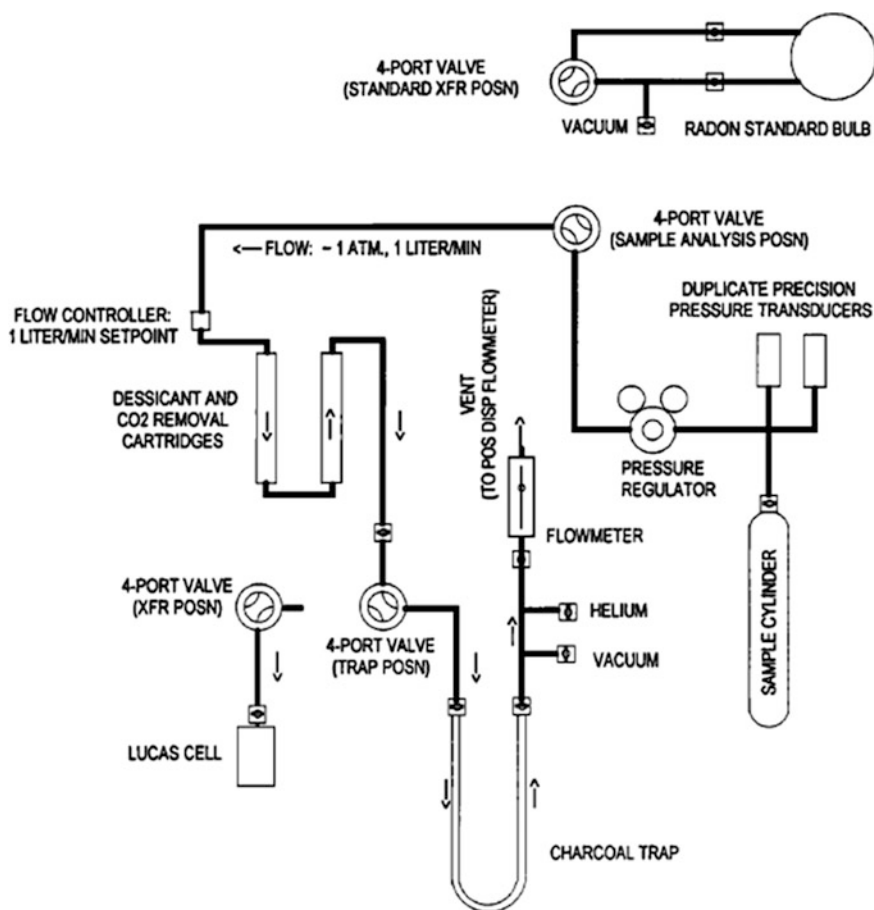 4-PORT VALVE
(STANDARD XFR POSN)
VACUUM
RADON STANDARD BULB
4-PORT VALVE
(SAMPLE ANALYSIS POSN)
<— FLOW: ~ 1 ATM., 1 LITER/MIN
DUPLICATE PRECISION
PRESSURE TRANSDUCERS
FLOW CONTROLLER:
1 LITER/MIN SETPOINT
VENT
(TO POS DISP FLOWMETER)
DESSICANT AND
CO2 REMOVAL
CARTRIDGES
PRESSURE
REGULATOR
FLOWMETER
SAMPLE CYLINDER
4-PORT VALVE
(XFR POSN)
HELIUM
4-PORT VALVE
(TRAP POSN)
VACUUM
LUCAS CELL
CHARCOAL TRAP